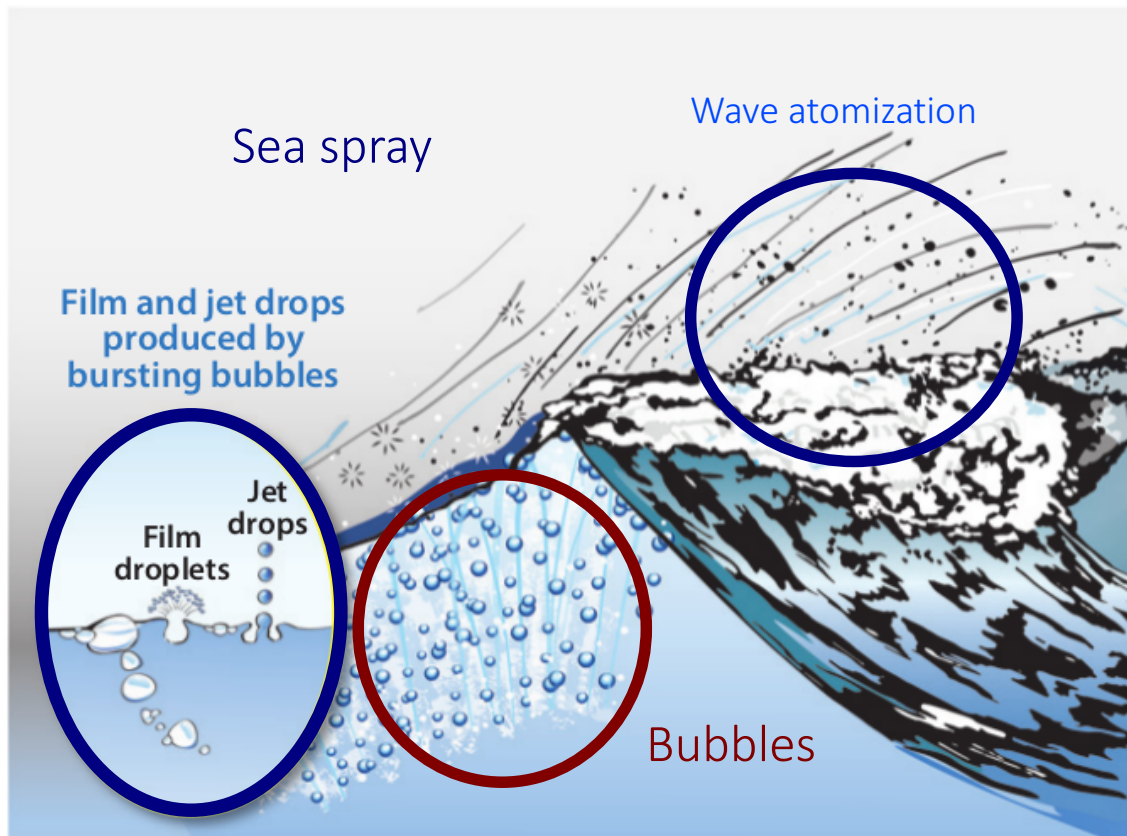 Wave atomization
Sea spray
Film and jet drops
produced by
bursting bubbles
Jet
drops
Film
droplets
Bubbles